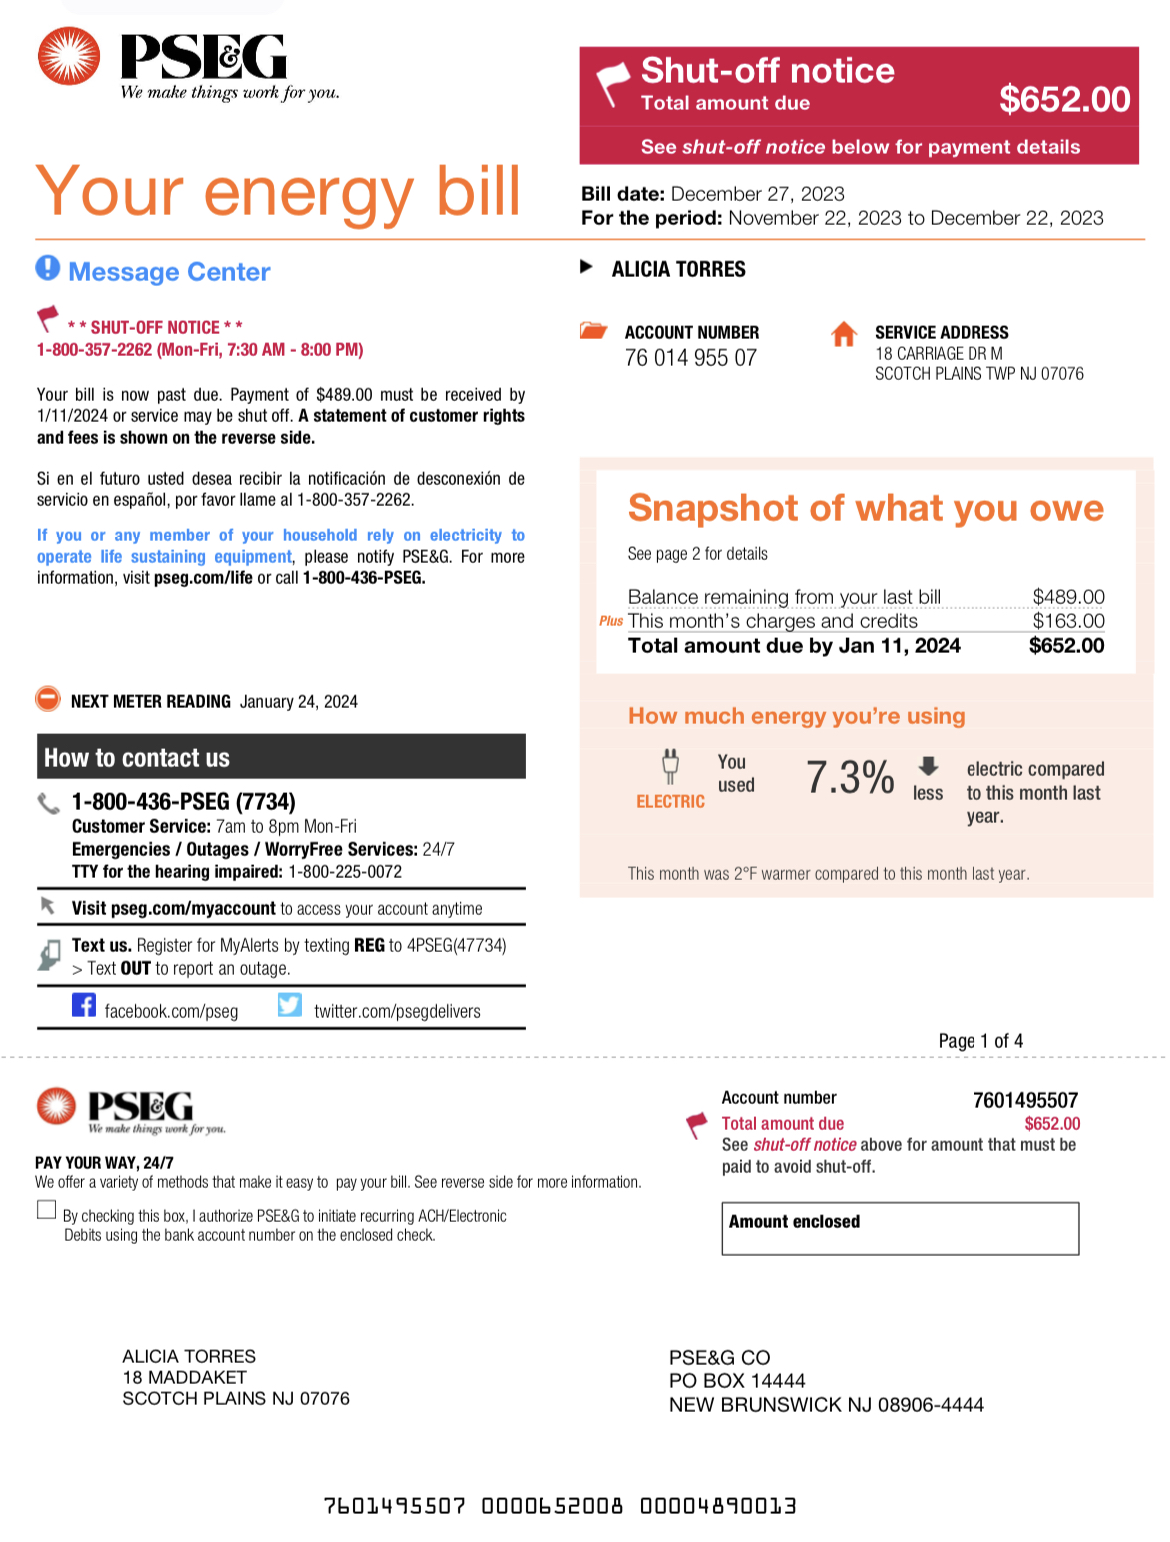 PSE&G
We make things work for you.
Shut-off notice
Total amount due
$652.00
See shut-off notice below for payment details
Your energy bill
Bill date: December 27, 2023
For the period: November 22, 2023 to December 22, 2023
Message Center
* * SHUT-OFF NOTICE * *
1-800-357-2262 (Mon-Fri, 7:30 AM - 8:00 PM)
Your bill is now past due. Payment of $489.00 must be received by
1/11/2024 or service may be shut off. A statement of customer rights
and fees is shown on the reverse side.
Si en el futuro usted desea recibir la notificación de desconexión de
servicio en español, por favor llame al 1-800-357-2262.
If you or any member of your household rely on electricity to
operate life sustaining equipment, please notify PSE&G. For more
information, visit pseg.com/life or call 1-800-436-PSEG.
NEXT METER READING January 24, 2024
How to contact us
1-800-436-PSEG (7734)
Customer Service: 7am to 8pm Mon-Fri
Emergencies / Outages / WorryFree Services: 24/7
TTY for the hearing impaired: 1-800-225-0072
Visit pseg.com/myaccount to access your account anytime
Text us. Register for MyAlerts by texting REG to 4PSEG(47734)
> Text OUT to report an outage.
facebook.com/pseg
twitter.com/psegdelivers
ALICIA TORRES
ACCOUNT NUMBER
76 014 955 07
SERVICE ADDRESS
18 CARRIAGE DR M
SCOTCH PLAINS TWP NJ 07076
Snapshot of what you owe
See page 2 for details
Balance remaining from your last bill $489.00
Plus This month's charges and credits $163.00
Total amount due by Jan 11, 2024 $652.00
How much energy you're using
ELECTRIC
You
used
7.3%
less
electric compared
to this month last
year.
This month was 2°F warmer compared to this month last year.
Page 1 of 4
PSE&G
We make things work for you.
PAY YOUR WAY, 24/7
We offer a variety of methods that make it easy to pay your bill. See reverse side for more information.
By checking this box, I authorize PSE&G to initiate recurring ACH/Electronic
Debits using the bank account number on the enclosed check.
Account number 7601495507
Total amount due $652.00
See shut-off notice above for amount that must be
paid to avoid shut-off.
Amount enclosed
ALICIA TORRES
18 MADDAKET
SCOTCH PLAINS NJ 07076
PSE&G CO
PO BOX 14444
NEW BRUNSWICK NJ 08906-4444
7601495507 0000652008 00004890013